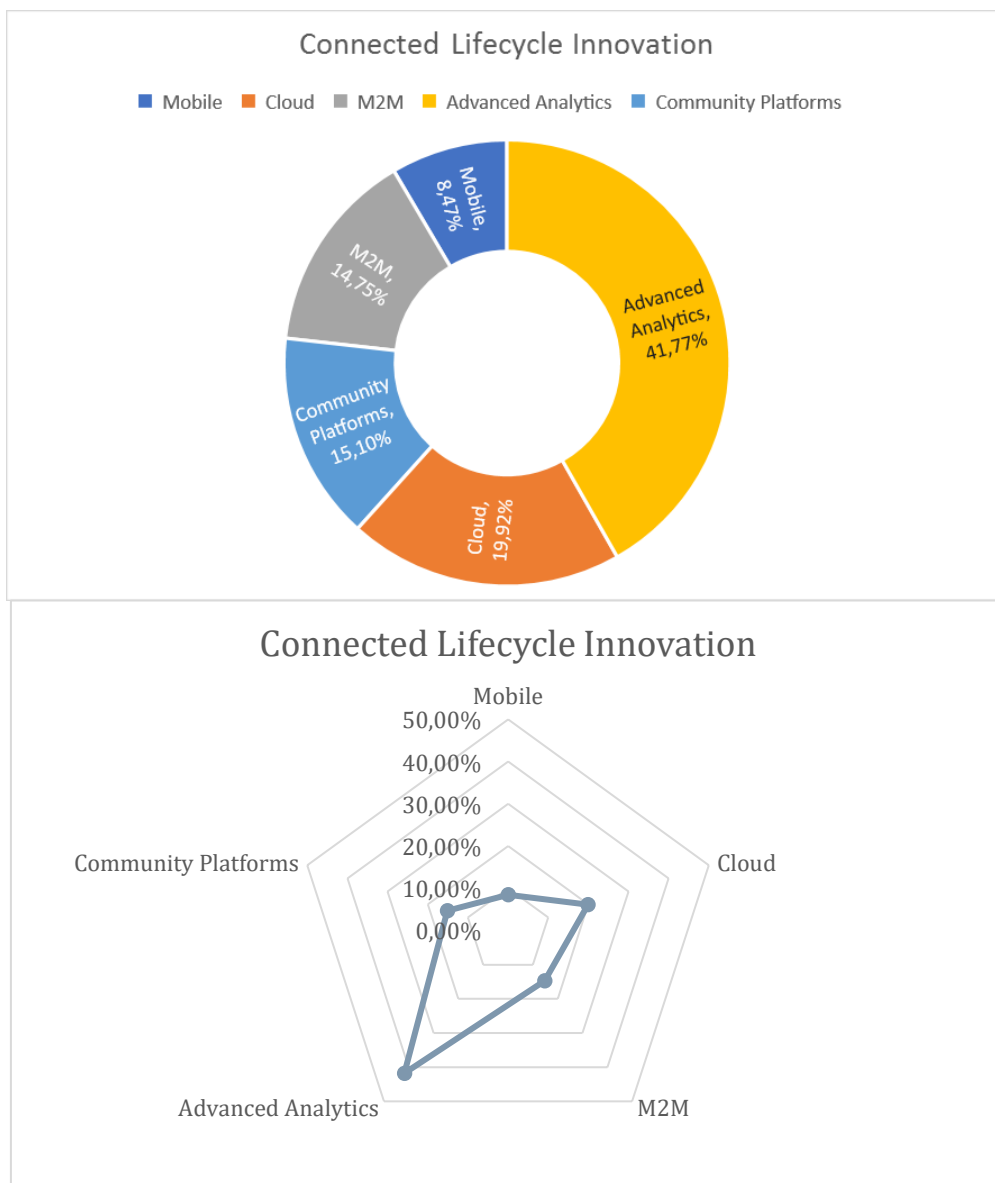 Connected Lifecycle Innovation
Mobile Cloud M2M Advanced Analytics Community Platforms
Mobile,
8,47%
Advanced
Analytics,
41,77%
M2M,
14,75%
Community
Platforms,
15,10%
Cloud,
19,92%
Connected Lifecycle Innovation
Mobile
50,00%
40,00%
30,00%
20,00%
10,00%
0,00%
Community Platforms
Cloud
Advanced Analytics
M2M